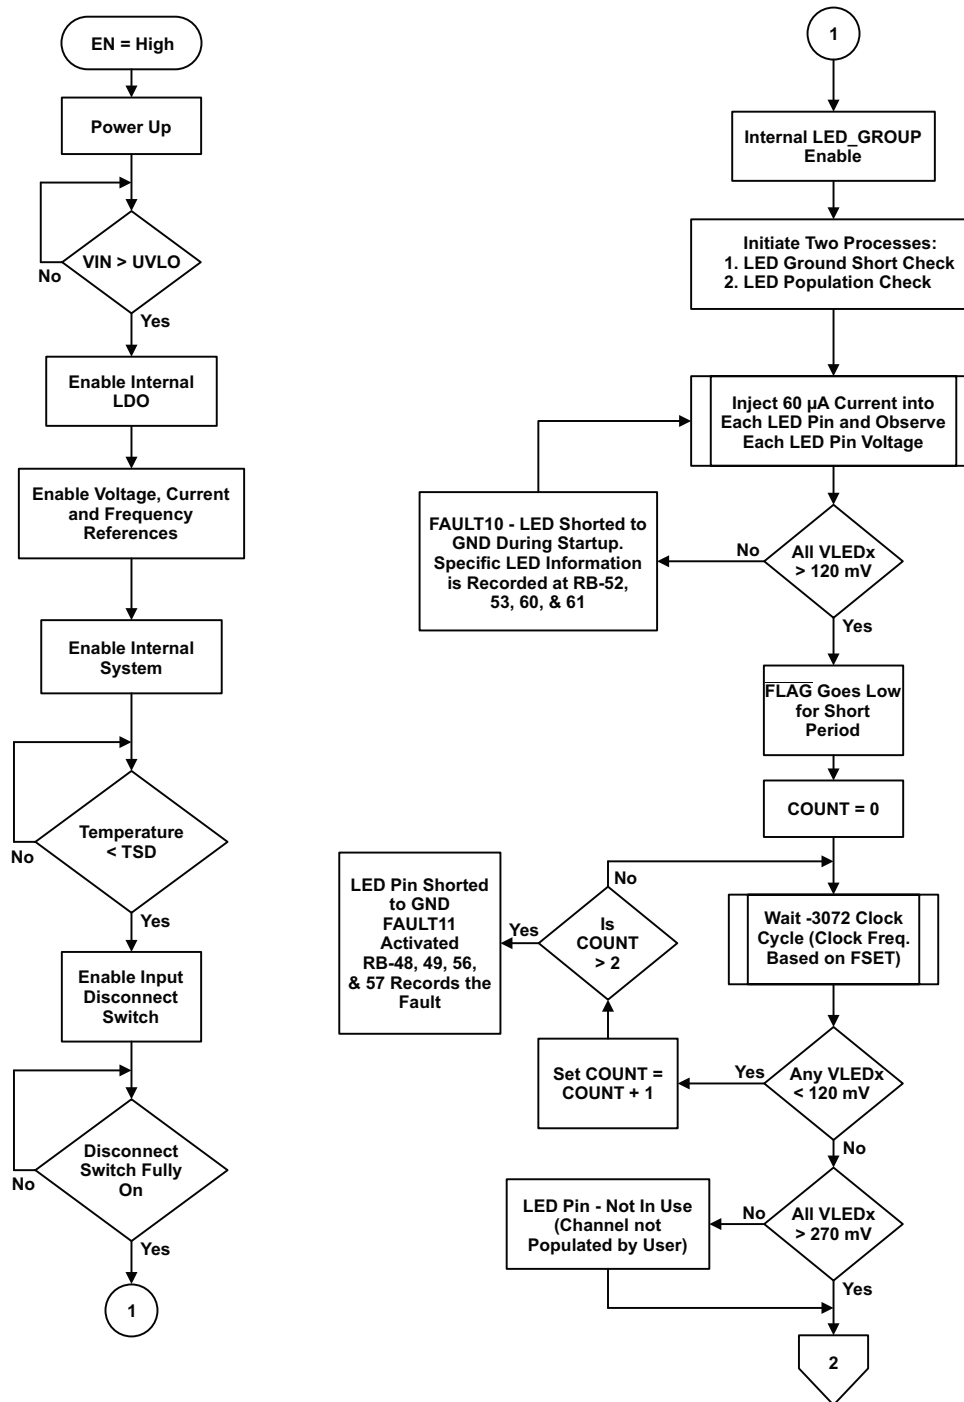 EN = High
Power Up
VIN > UVLO
No
Yes
Enable Internal
LDO
Enable Voltage, Current
and Frequency
References
Enable Internal
System
Temperature
< TSD
No
Yes
Enable Input
Disconnect
Switch
Disconnect
Switch Fully
On
No
Yes
1
1
Internal LED_GROUP
Enable
Initiate Two Processes:
1. LED Ground Short Check
2. LED Population Check
Inject 60 µA Current into
Each LED Pin and Observe
Each LED Pin Voltage
FAULT10 - LED Shorted to
GND During Startup.
Specific LED Information
is Recorded at RB-52,
53, 60, & 61
No
All VLEDx
> 120 mV
Yes
FLAG Goes Low
for Short
Period
COUNT = 0
No
LED Pin Shorted
to GND
FAULT11
Activated
RB-48, 49, 56,
& 57 Records the
Fault
Yes
Is
COUNT
> 2
Wait -3072 Clock
Cycle (Clock Freq.
Based on FSET)
Set COUNT =
COUNT + 1
Yes
Any VLEDx
< 120 mV
No
LED Pin - Not In Use
(Channel not
Populated by User)
No
All VLEDx
> 270 mV
Yes
2